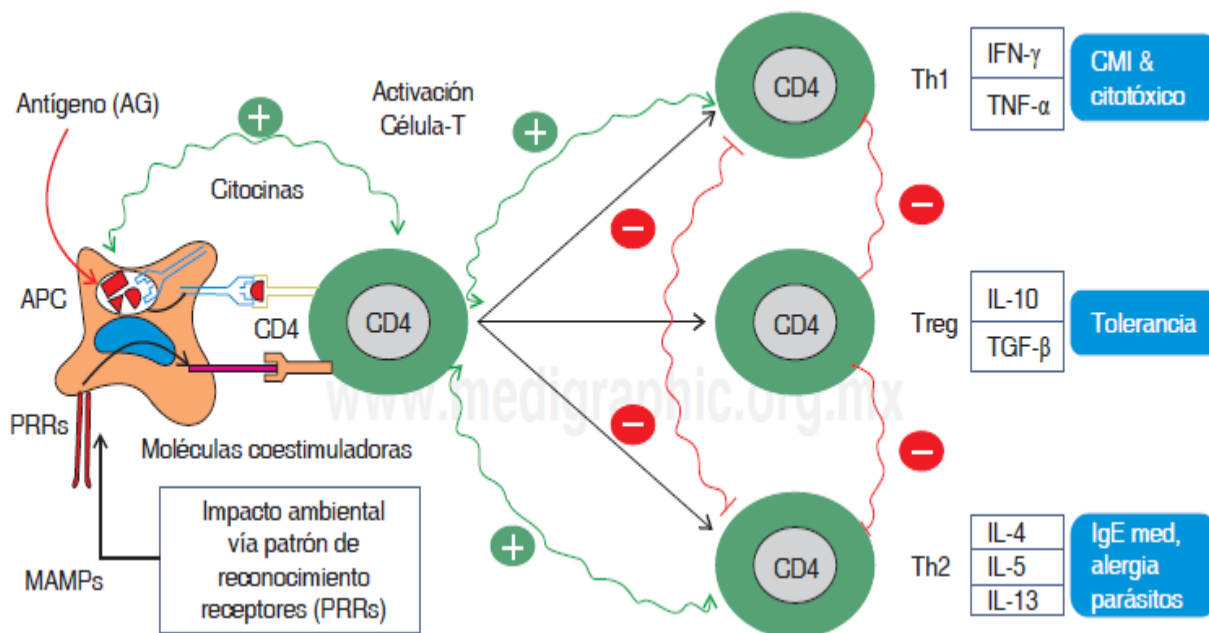 Antígeno (AG)
+
Citocinas
Activación
Célula-T
APC
CD4
CD4
PRRs
Moléculas coestimuladoras
MAMPs
Impacto ambiental
vía patrón de
reconocimiento
receptores (PRRs)
+
+
−
−
−
−
CD4
Th1
IFN-γ
TNF-α
CMI &
citotóxico
CD4
Treg
IL-10
TGF-β
Tolerancia
CD4
Th2
IL-4
IL-5
IL-13
IgE med,
alergia
parásitos
www.medigraphic.org.mx